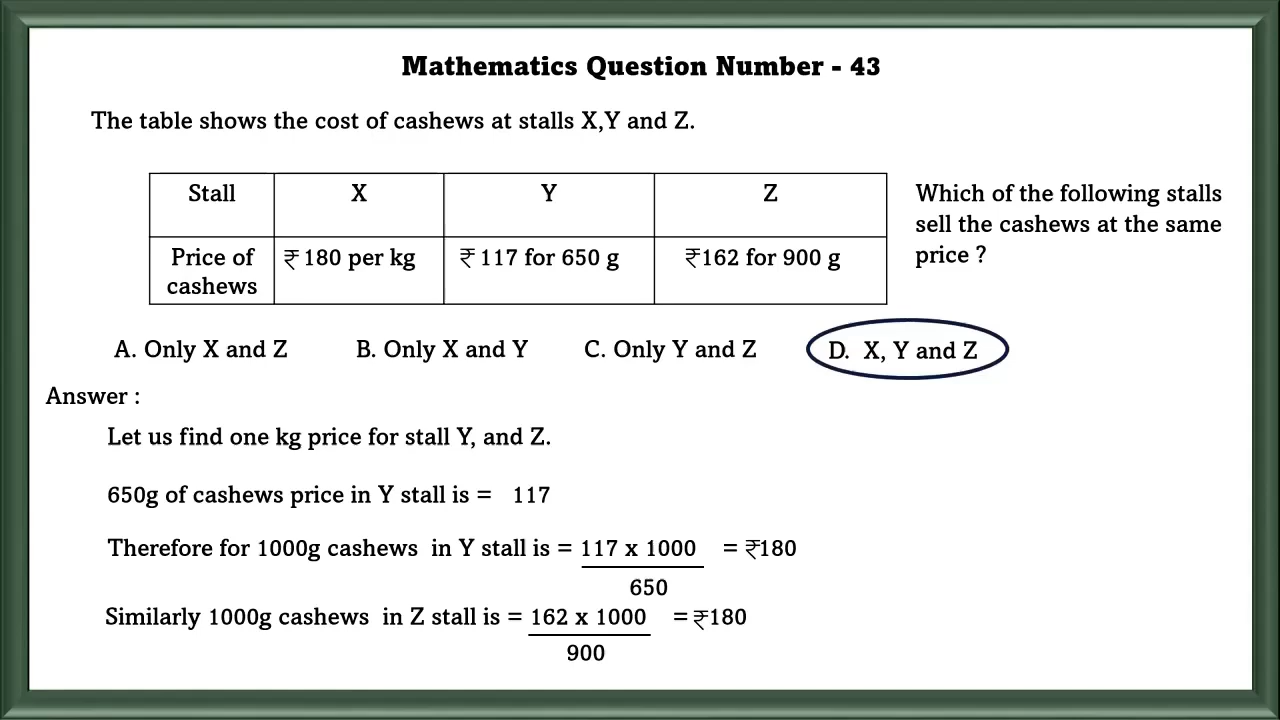 Mathematics Question Number - 43
The table shows the cost of cashews at stalls X,Y and Z.
Stall X Y Z
Price of cashews ₹ 180 per kg ₹ 117 for 650 g ₹162 for 900 g
Which of the following stalls
sell the cashews at the same
price ?
A. Only X and Z B. Only X and Y C. Only Y and Z D. X, Y and Z
Answer :
Let us find one kg price for stall Y, and Z.
650g of cashews price in Y stall is = 117
Therefore for 1000g cashews in Y stall is = 117 x 1000 = ₹180
650
Similarly 1000g cashews in Z stall is = 162 x 1000 = ₹180
900